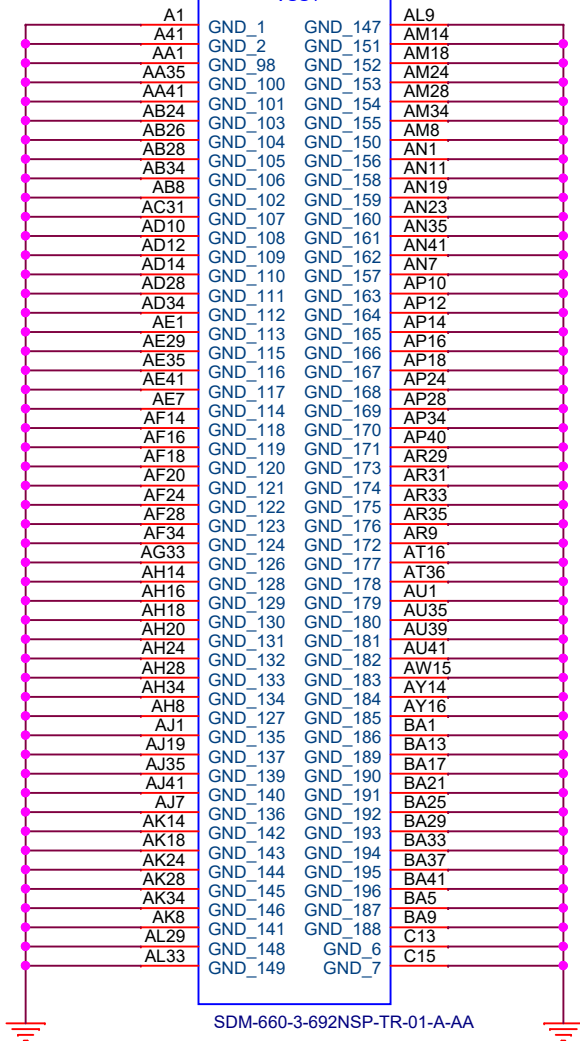 A1 GND_1 GND_147 AL9
A41 GND_2 GND_151 AM14
AA1 GND_98 GND_152 AM18
AA35 GND_100 GND_153 AM24
AA41 GND_101 GND_154 AM28
AB24 GND_103 GND_155 AM34
AB26 GND_104 GND_150 AM8
AB28 GND_105 GND_156 AN1
AB34 GND_106 GND_158 AN11
AB8 GND_102 GND_159 AN19
AC31 GND_107 GND_160 AN23
AD10 GND_108 GND_161 AN35
AD12 GND_109 GND_162 AN41
AD14 GND_110 GND_157 AN7
AD28 GND_111 GND_163 AP10
AD34 GND_112 GND_164 AP12
AE1 GND_113 GND_165 AP14
AE29 GND_115 GND_166 AP16
AE35 GND_116 GND_167 AP18
AE41 GND_117 GND_168 AP24
AE7 GND_114 GND_169 AP28
AF14 GND_118 GND_170 AP34
AF16 GND_119 GND_171 AP40
AF18 GND_120 GND_173 AR29
AF20 GND_121 GND_174 AR31
AF24 GND_122 GND_175 AR33
AF28 GND_123 GND_176 AR35
AF34 GND_124 GND_172 AR9
AG33 GND_126 GND_177 AT16
AH14 GND_128 GND_178 AT36
AH16 GND_129 GND_179 AU1
AH18 GND_130 GND_180 AU35
AH20 GND_131 GND_181 AU39
AH24 GND_132 GND_182 AU41
AH28 GND_133 GND_183 AW15
AH34 GND_134 GND_184 AY14
AH8 GND_127 GND_185 AY16
AJ1 GND_135 GND_186 BA1
AJ19 GND_137 GND_189 BA13
AJ35 GND_139 GND_190 BA17
AJ41 GND_140 GND_191 BA21
AJ7 GND_136 GND_192 BA25
AK14 GND_142 GND_193 BA29
AK18 GND_143 GND_194 BA33
AK24 GND_144 GND_195 BA37
AK28 GND_145 GND_196 BA41
AK34 GND_146 GND_187 BA5
AK8 GND_141 GND_188 BA9
AL29 GND_148 GND_6 C13
AL33 GND_149 GND_7 C15
SDM-660-3-692NSP-TR-01-A-AA